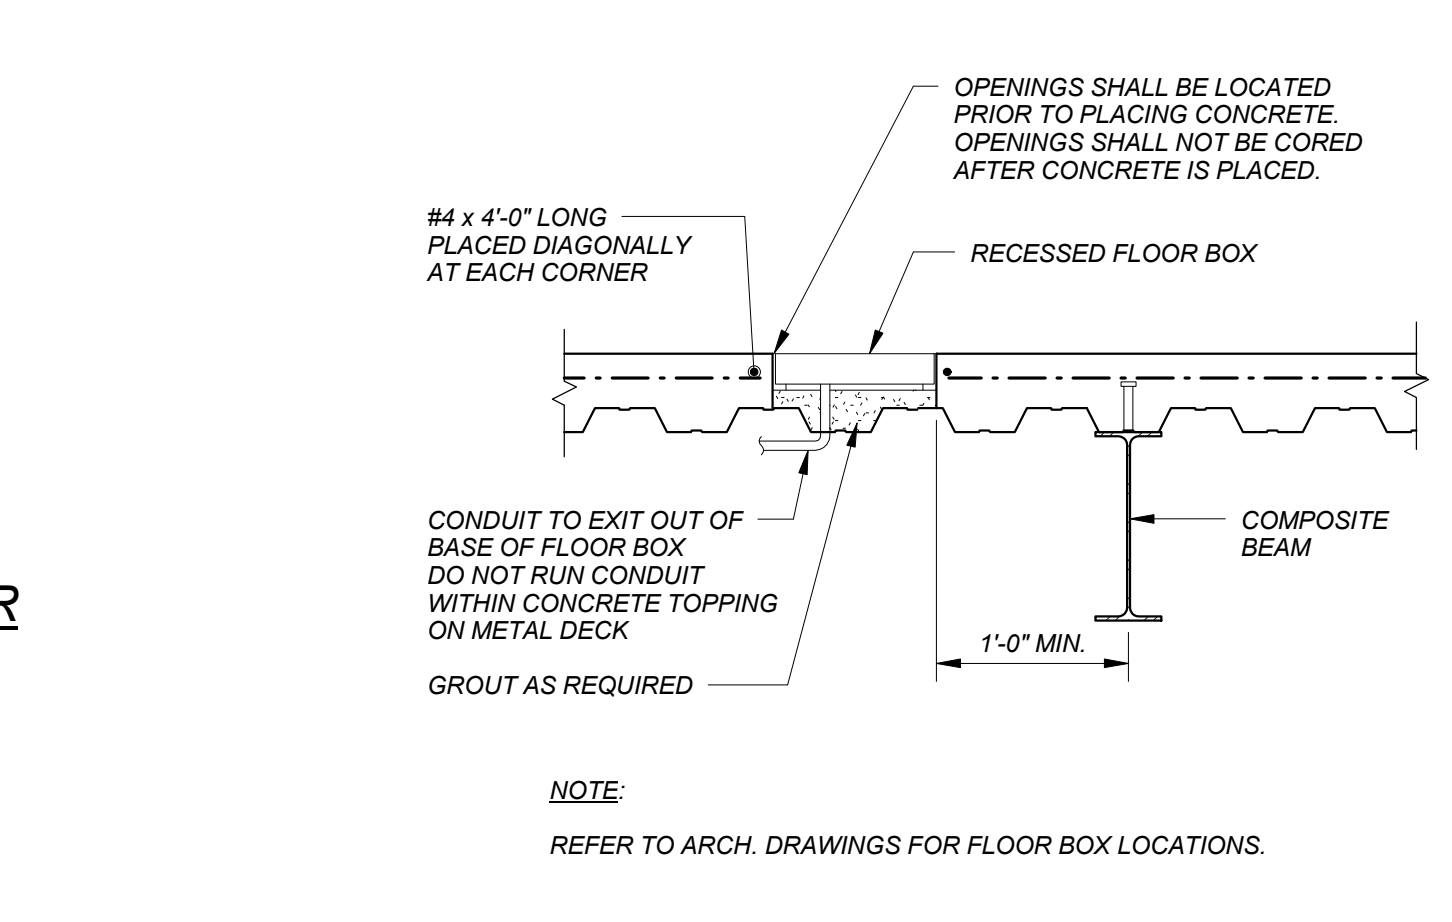 OPENINGS SHALL BE LOCATED
PRIOR TO PLACING CONCRETE.
OPENINGS SHALL NOT BE CORED
AFTER CONCRETE IS PLACED.
#4 x 4'-0" LONG
PLACED DIAGONALLY
AT EACH CORNER
RECESSED FLOOR BOX
CONDUIT TO EXIT OUT OF
BASE OF FLOOR BOX
DO NOT RUN CONDUIT
WITHIN CONCRETE TOPPING
ON METAL DECK
COMPOSITE
BEAM
R
1'-0" MIN.
GROUT AS REQUIRED
NOTE:
REFER TO ARCH. DRAWINGS FOR FLOOR BOX LOCATIONS.